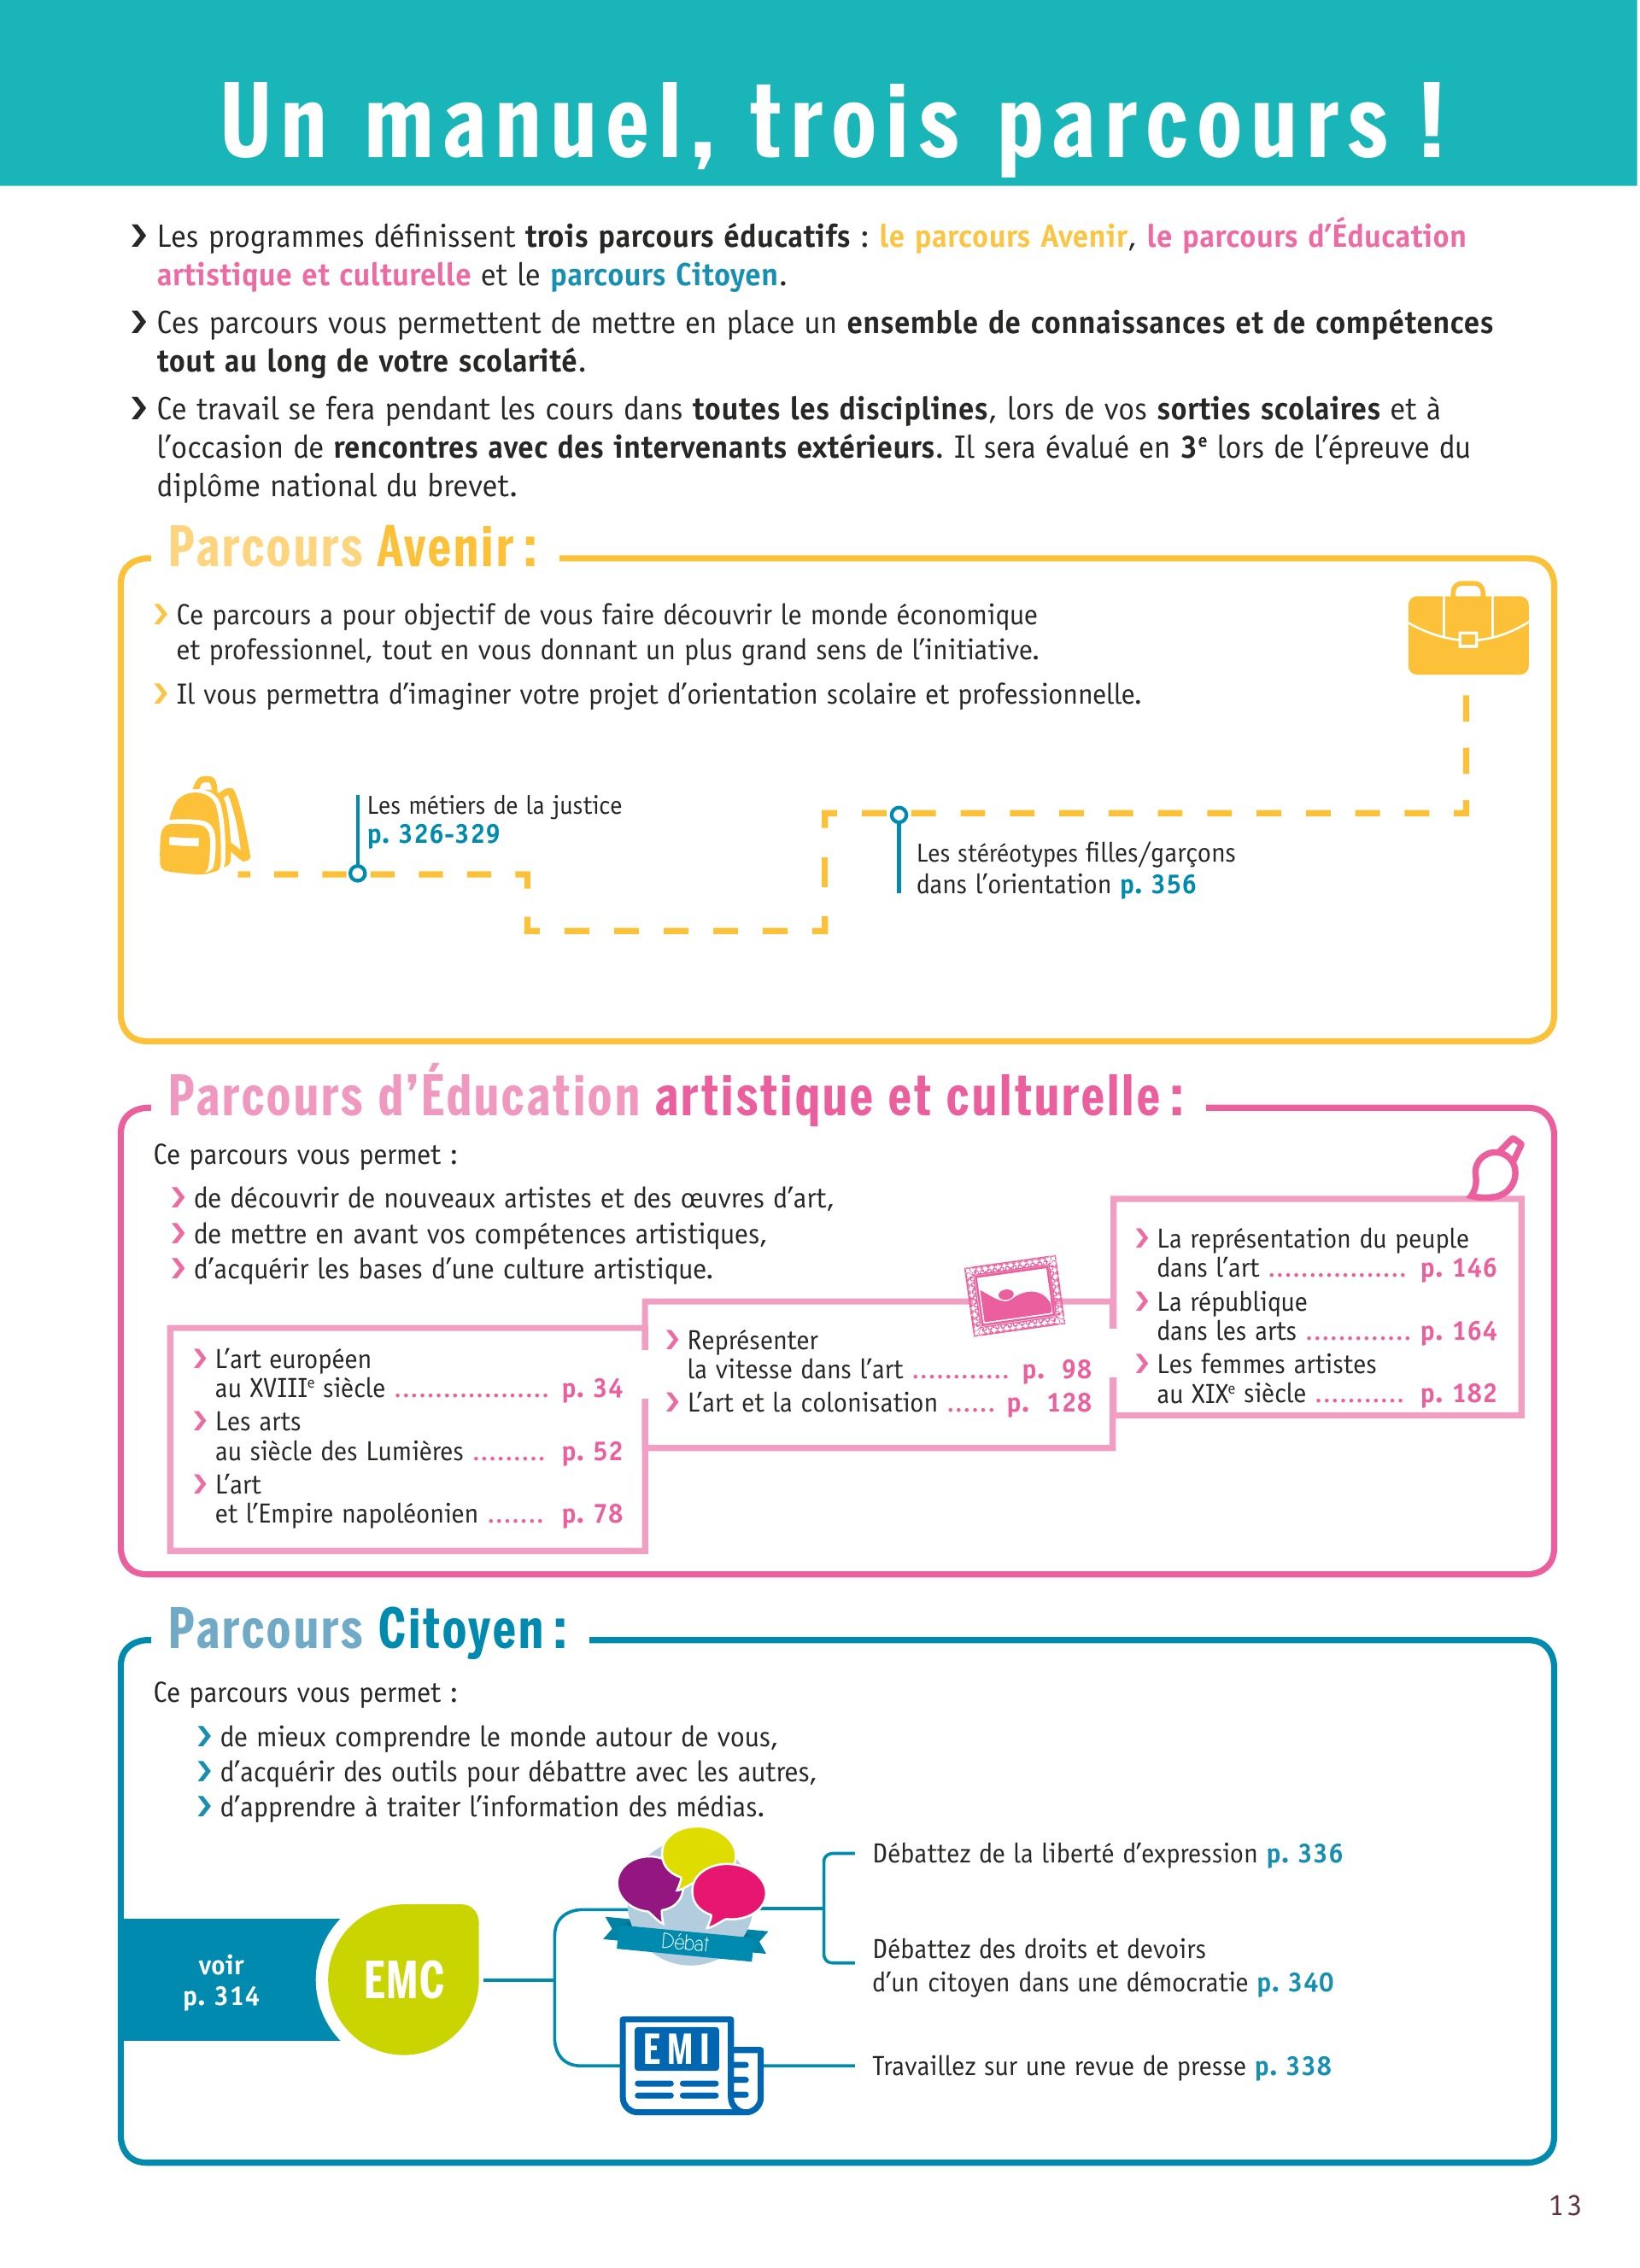 Un manuel, trois parcours !
❯ Les programmes définissent trois parcours éducatifs : le parcours Avenir, le parcours d’Éducation
artistique et culturelle et le parcours Citoyen.
❯ Ces parcours vous permettent de mettre en place un ensemble de connaissances et de compétences
tout au long de votre scolarité.
❯ Ce travail se fera pendant les cours dans toutes les disciplines, lors de vos sorties scolaires et à
l’occasion de rencontres avec des intervenants extérieurs. Il sera évalué en 3e lors de l’épreuve du
diplôme national du brevet.
Parcours Avenir :
❯ Ce parcours a pour objectif de vous faire découvrir le monde économique
et professionnel, tout en vous donnant un plus grand sens de l’initiative.
❯ Il vous permettra d’imaginer votre projet d’orientation scolaire et professionnelle.
Les métiers de la justice
p. 326-329
Les stéréotypes filles/garçons
dans l’orientation p. 356
Parcours d’Éducation artistique et culturelle :
Ce parcours vous permet :
❯ de découvrir de nouveaux artistes et des œuvres d’art,
❯ de mettre en avant vos compétences artistiques,
❯ d’acquérir les bases d’une culture artistique.
❯ L’art européen
au XVIIIe siècle ................... p. 34
❯ Les arts
au siècle des Lumières ......... p. 52
❯ L’art
et l’Empire napoléonien ....... p. 78
❯ Représenter
la vitesse dans l’art ............ p. 98
❯ L’art et la colonisation ...... p. 128
❯ La représentation du peuple
dans l’art ................. p. 146
❯ La république
dans les arts ............. p. 164
❯ Les femmes artistes
au XIXe siècle ........... p. 182
Parcours Citoyen :
Ce parcours vous permet :
❯ de mieux comprendre le monde autour de vous,
❯ d’acquérir des outils pour débattre avec les autres,
❯ d’apprendre à traiter l’information des médias.
voir
p. 314
EMC
Débat
Débattez de la liberté d’expression p. 336
Débattez des droits et devoirs
d’un citoyen dans une démocratie p. 340
EMI
Travaillez sur une revue de presse p. 338
13